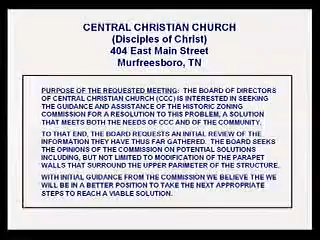 CENTRAL CHRISTIAN CHURCH
(Disciples of Christ)
404 East Main Street
Murfreesboro, TN
PURPOSE OF THE REQUESTED MEETING: THE BOARD OF DIRECTORS
OF CENTRAL CHRISTIAN CHURCH (CCC) IS INTERESTED IN SEEKING
THE GUIDANCE AND ASSISTANCE OF THE HISTORIC ZONING
COMMISSION FOR A RESOLUTION TO THIS PROBLEM, A SOLUTION
THAT MEETS BOTH THE NEEDS OF CCC AND OF THE COMMUNITY.
TO THAT END, THE BOARD REQUESTS AN INITIAL REVIEW OF THE
INFORMATION THEY HAVE THUS FAR GATHERED. THE BOARD SEEKS
THE OPINIONS OF THE COMMISSION ON POTENTIAL SOLUTIONS
INCLUDING, BUT NOT LIMITED TO MODIFICATION OF THE PARAPET
WALLS THAT SURROUND THE UPPER PARIMETER OF THE STRUCTURE.
WITH INITIAL GUIDANCE FROM THE COMMISSION WE BELIEVE THE WE
WILL BE IN A BETTER POSITION TO TAKE THE NEXT APPROPRIATE
STEPS TO REACH A VIABLE SOLUTION.